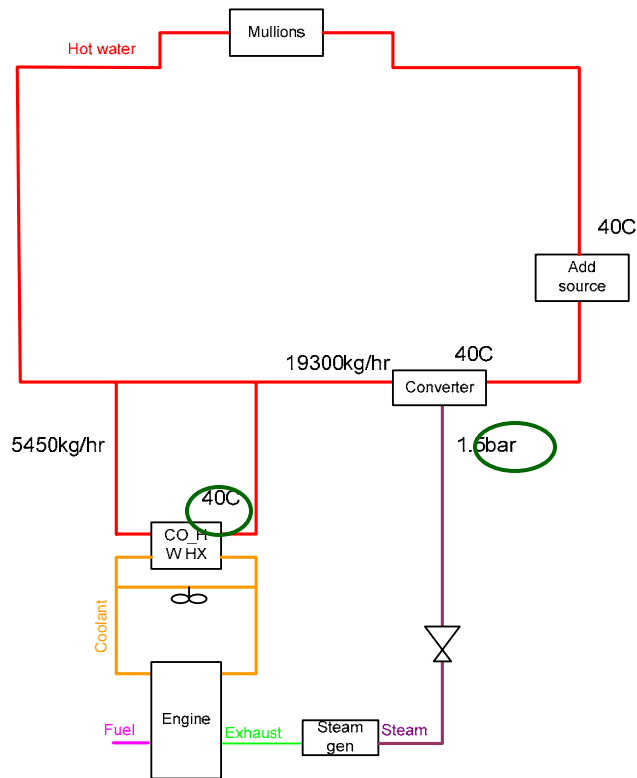 Mullions
Hot water
40C
Add
source
19300kg/hr
40C
Converter
5450kg/hr
1.5bar
40C
CO_H
W HX
Coolant
Engine
Fuel
Exhaust
Steam
gen
Steam